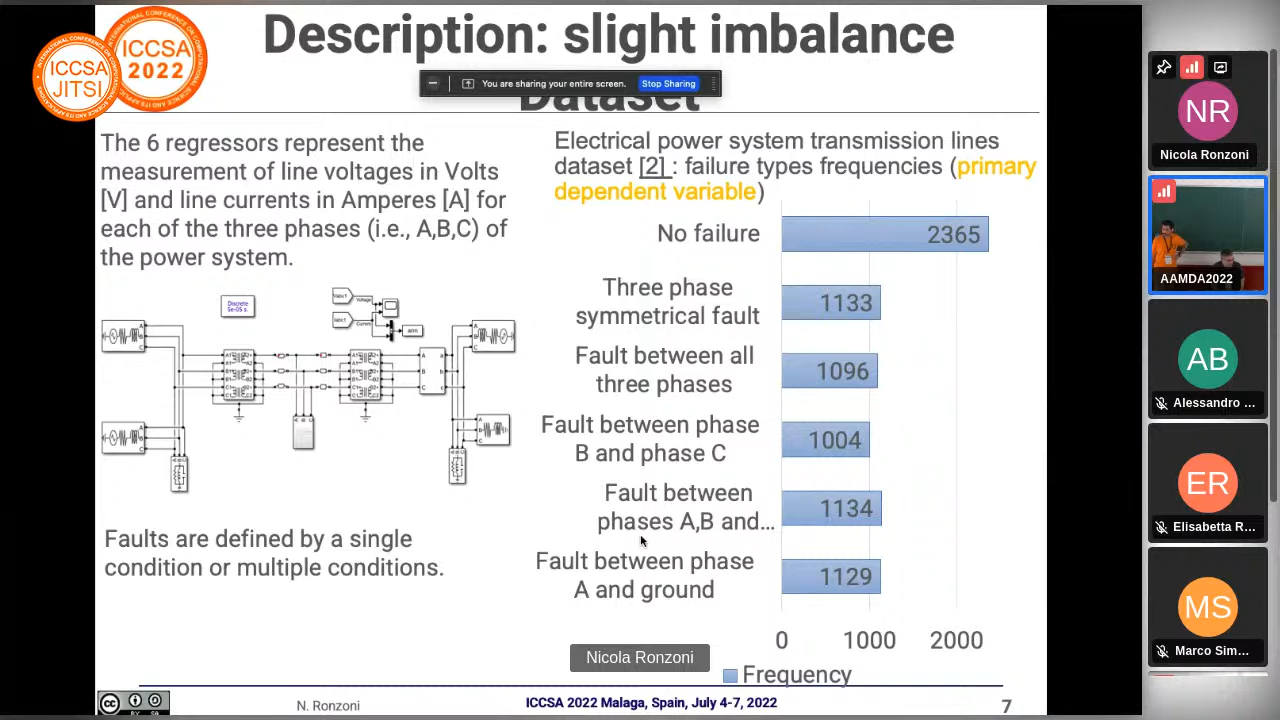 Description: slight imbalance
Dataset
ICCSA
JITSI
ICCSA
2022
You are sharing your entire screen.
Stop Sharing
The 6 regressors represent the
measurement of line voltages in Volts
[V] and line currents in Amperes [A] for
each of the three phases (i.e., A,B,C) of
the power system.
Discrete
5e-05 s.
Faults are defined by a single
condition or multiple conditions.
Electrical power system transmission lines
dataset [2] : failure types frequencies (primary
dependent variable)
No failure
2365
Three phase
symmetrical fault
1133
Fault between all
three phases
1096
Fault between phase
B and phase C
1004
Fault between
phases A,B and...
1134
Fault between phase
A and ground
1129
0 1000 2000
Frequency
Nicola Ronzoni
N. Ronzoni
ICCSA 2022 Malaga, Spain, July 4-7, 2022
7
NR
Nicola Ronzoni
AAMDA2022
AB
Alessandro ...
ER
Elisabetta R...
MS
Marco Sim...